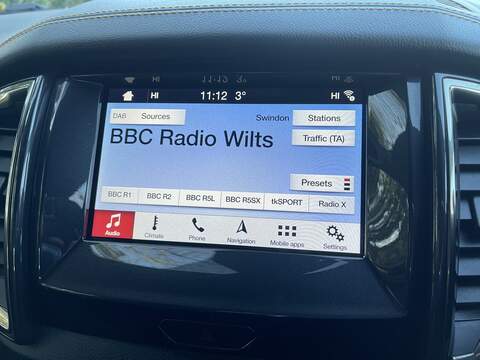 HI 11:12 3° HI
DAB Sources Swindon Stations
BBC Radio Wilts Traffic (TA)
Presets
BBC R1 BBC R2 BBC R5L BBC R5SX tkSPORT Radio X
Audio Climate Phone Navigation Mobile apps Settings